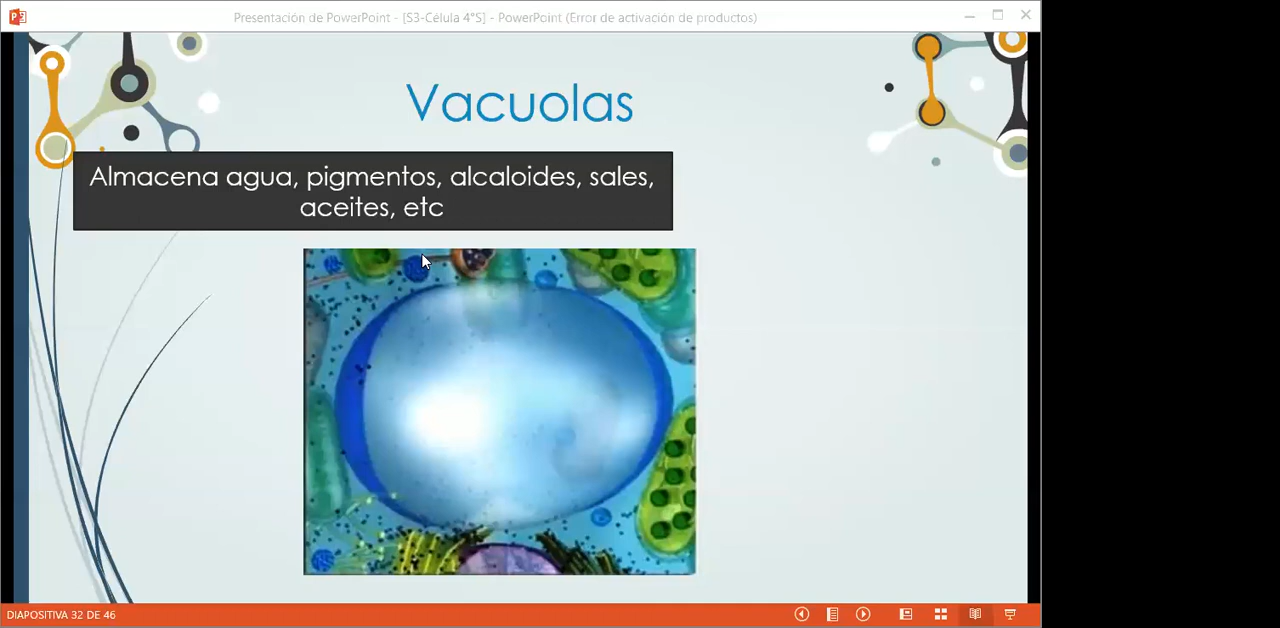 Presentación de PowerPoint - [S3-Célula 4°S] - PowerPoint (Error de activación de productos)
Vacuolas
Almacena agua, pigmentos, alcaloides, sales,
aceites, etc
DIAPOSITIVA 32 DE 46